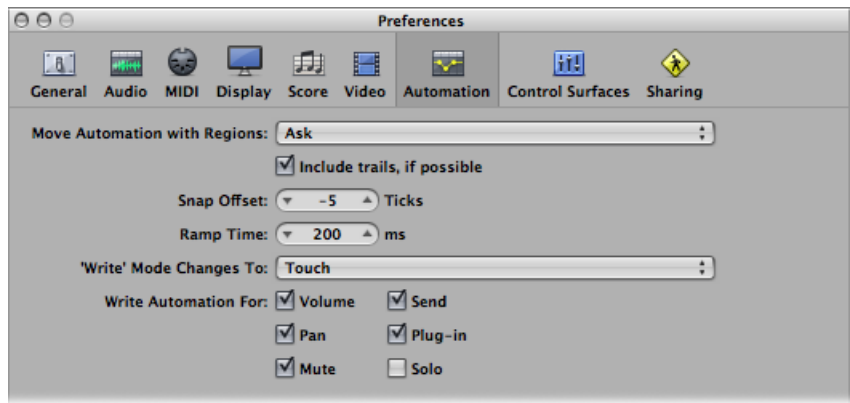 Preferences
General Audio MIDI Display Score Video Automation Control Surfaces Sharing
Move Automation with Regions: Ask
Include trails, if possible
Snap Offset: -5 Ticks
Ramp Time: 200 ms
'Write' Mode Changes To: Touch
Write Automation For: Volume Send
Pan Plug-in
Mute Solo